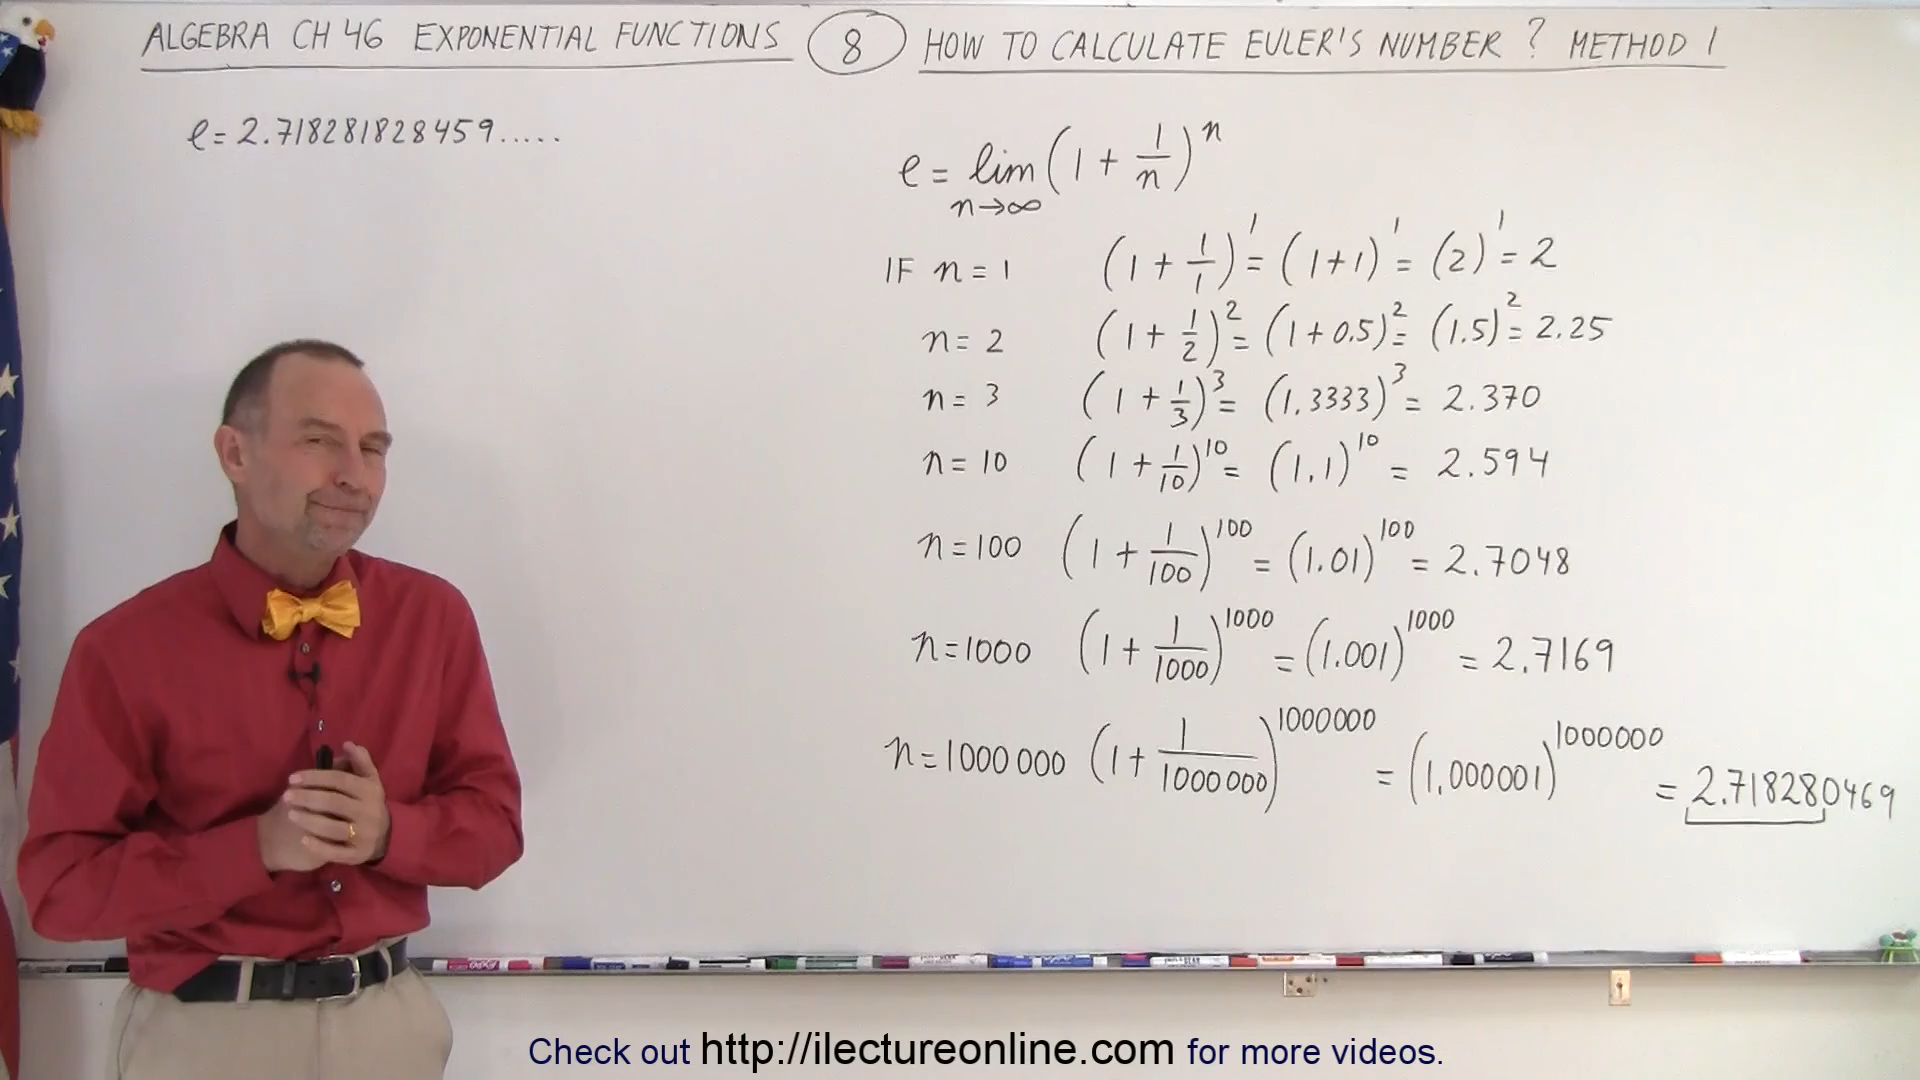 ALGEBRA CH 46 EXPONENTIAL FUNCTIONS 8 HOW TO CALCULATE EULER'S NUMBER ? METHOD 1
e = 2.718281828459.....
e = lim (1 + 1/n)^n
n→∞
IF n = 1 (1 + 1/1)^1 = (1+1)^1 = (2)^1 = 2
n = 2 (1 + 1/2)^2 = (1 + 0.5)^2 = (1.5)^2 = 2.25
n = 3 (1 + 1/3)^3 = (1.3333)^3 = 2.370
n = 10 (1 + 1/10)^10 = (1.1)^10 = 2.594
n = 100 (1 + 1/100)^100 = (1.01)^100 = 2.7048
n = 1000 (1 + 1/1000)^1000 = (1.001)^1000 = 2.7169
n = 1000 000 (1 + 1/1000 000)^1000000 = (1.000001)^1000000 = 2.718280469
Check out http://ilectureonline.com for more videos.